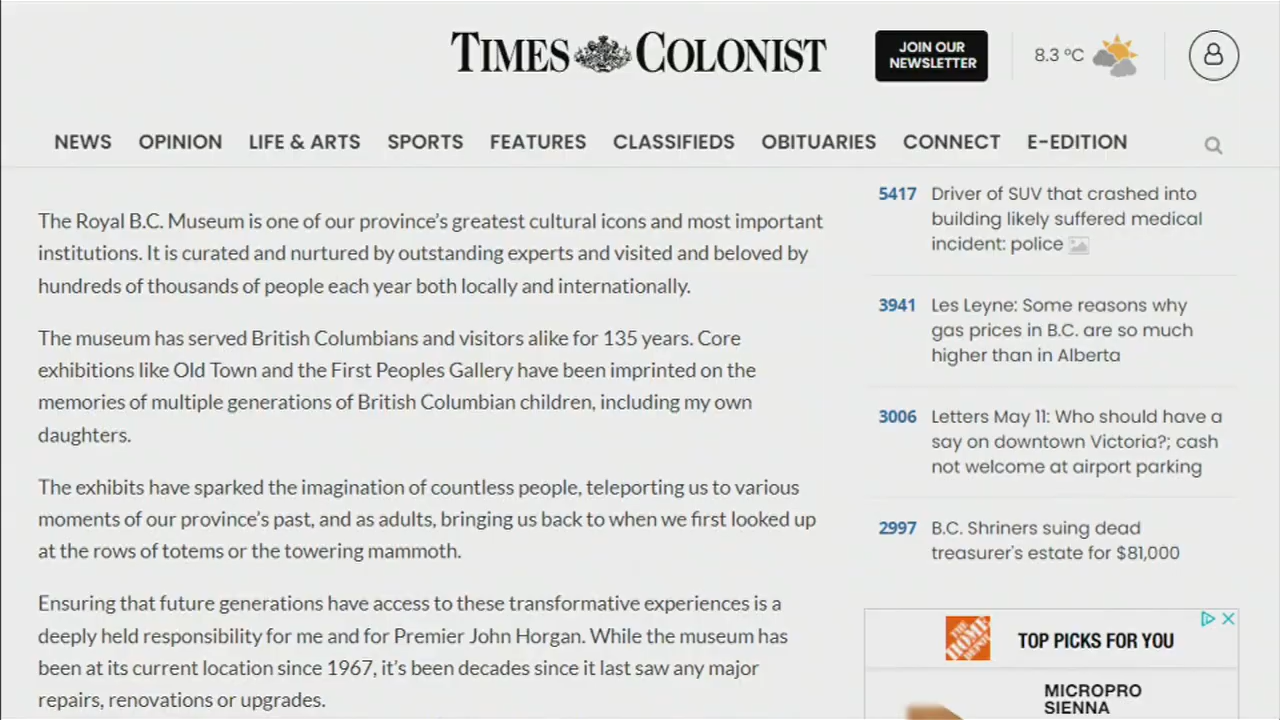 TIMES COLONIST
JOIN OUR
NEWSLETTER
8.3 °C
NEWS OPINION LIFE & ARTS SPORTS FEATURES CLASSIFIEDS OBITUARIES CONNECT E-EDITION
The Royal B.C. Museum is one of our province's greatest cultural icons and most important
institutions. It is curated and nurtured by outstanding experts and visited and beloved by
hundreds of thousands of people each year both locally and internationally.
The museum has served British Columbians and visitors alike for 135 years. Core
exhibitions like Old Town and the First Peoples Gallery have been imprinted on the
memories of multiple generations of British Columbian children, including my own
daughters.
The exhibits have sparked the imagination of countless people, teleporting us to various
moments of our province's past, and as adults, bringing us back to when we first looked up
at the rows of totems or the towering mammoth.
Ensuring that future generations have access to these transformative experiences is a
deeply held responsibility for me and for Premier John Horgan. While the museum has
been at its current location since 1967, it's been decades since it last saw any major
repairs, renovations or upgrades.
5417 Driver of SUV that crashed into
building likely suffered medical
incident: police
3941 Les Leyne: Some reasons why
gas prices in B.C. are so much
higher than in Alberta
3006 Letters May 11: Who should have a
say on downtown Victoria?; cash
not welcome at airport parking
2997 B.C. Shriners suing dead
treasurer's estate for $81,000
THE HOME DEPOT
TOP PICKS FOR YOU
MICROPRO
SIENNA